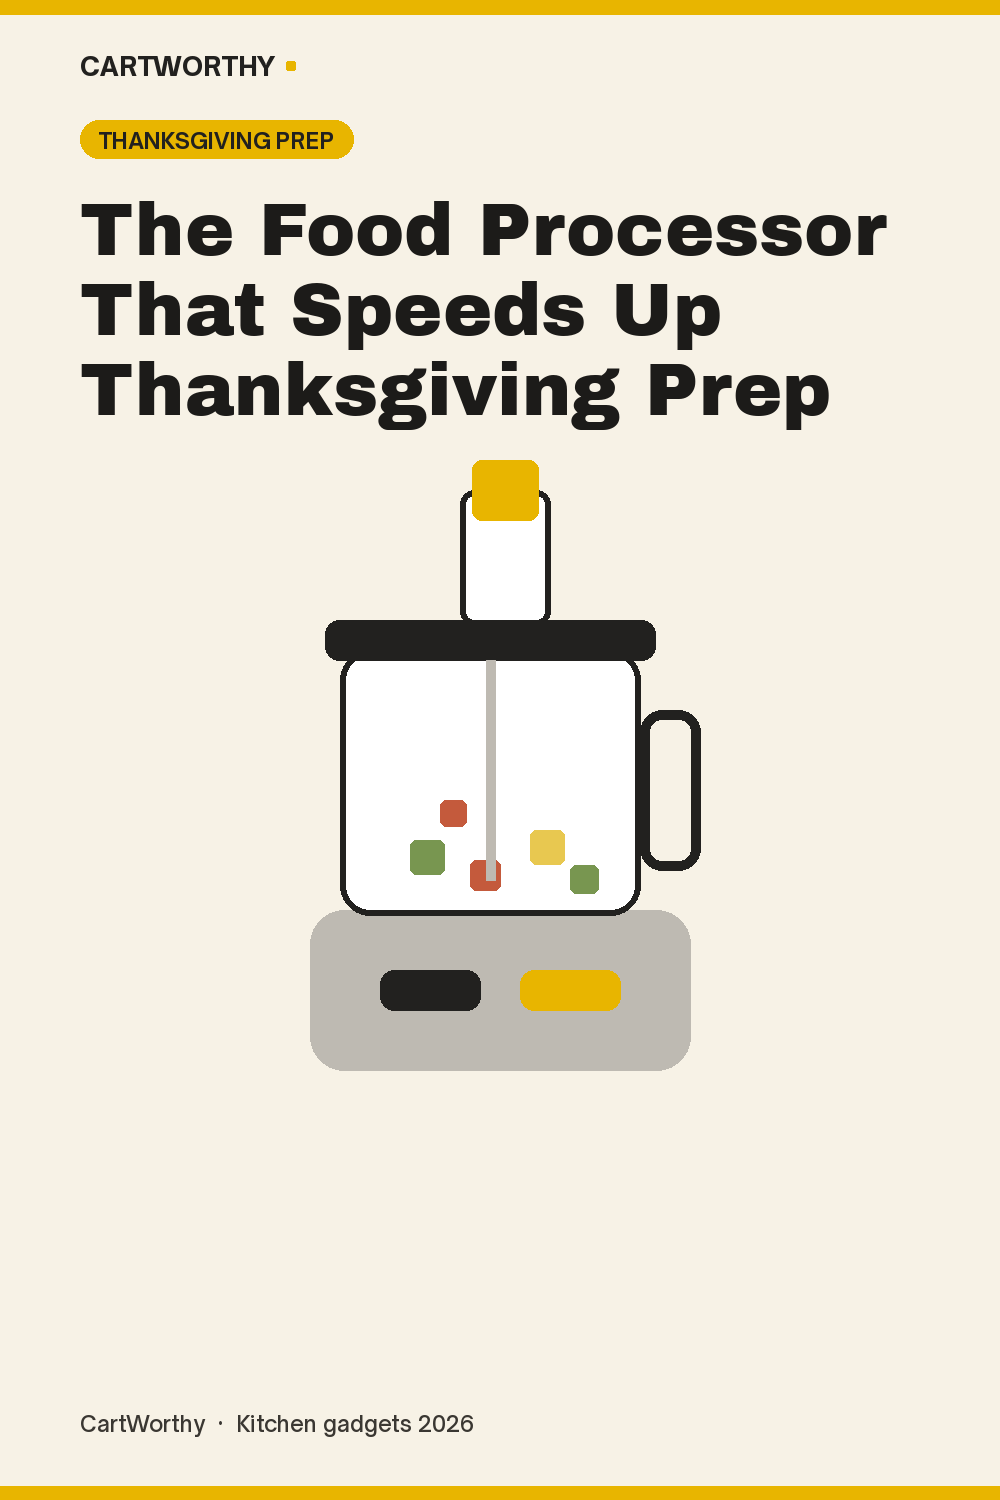 CARTWORTHY
THANKSGIVING PREP
The Food Processor
That Speeds Up
Thanksgiving Prep
CartWorthy · Kitchen gadgets 2026